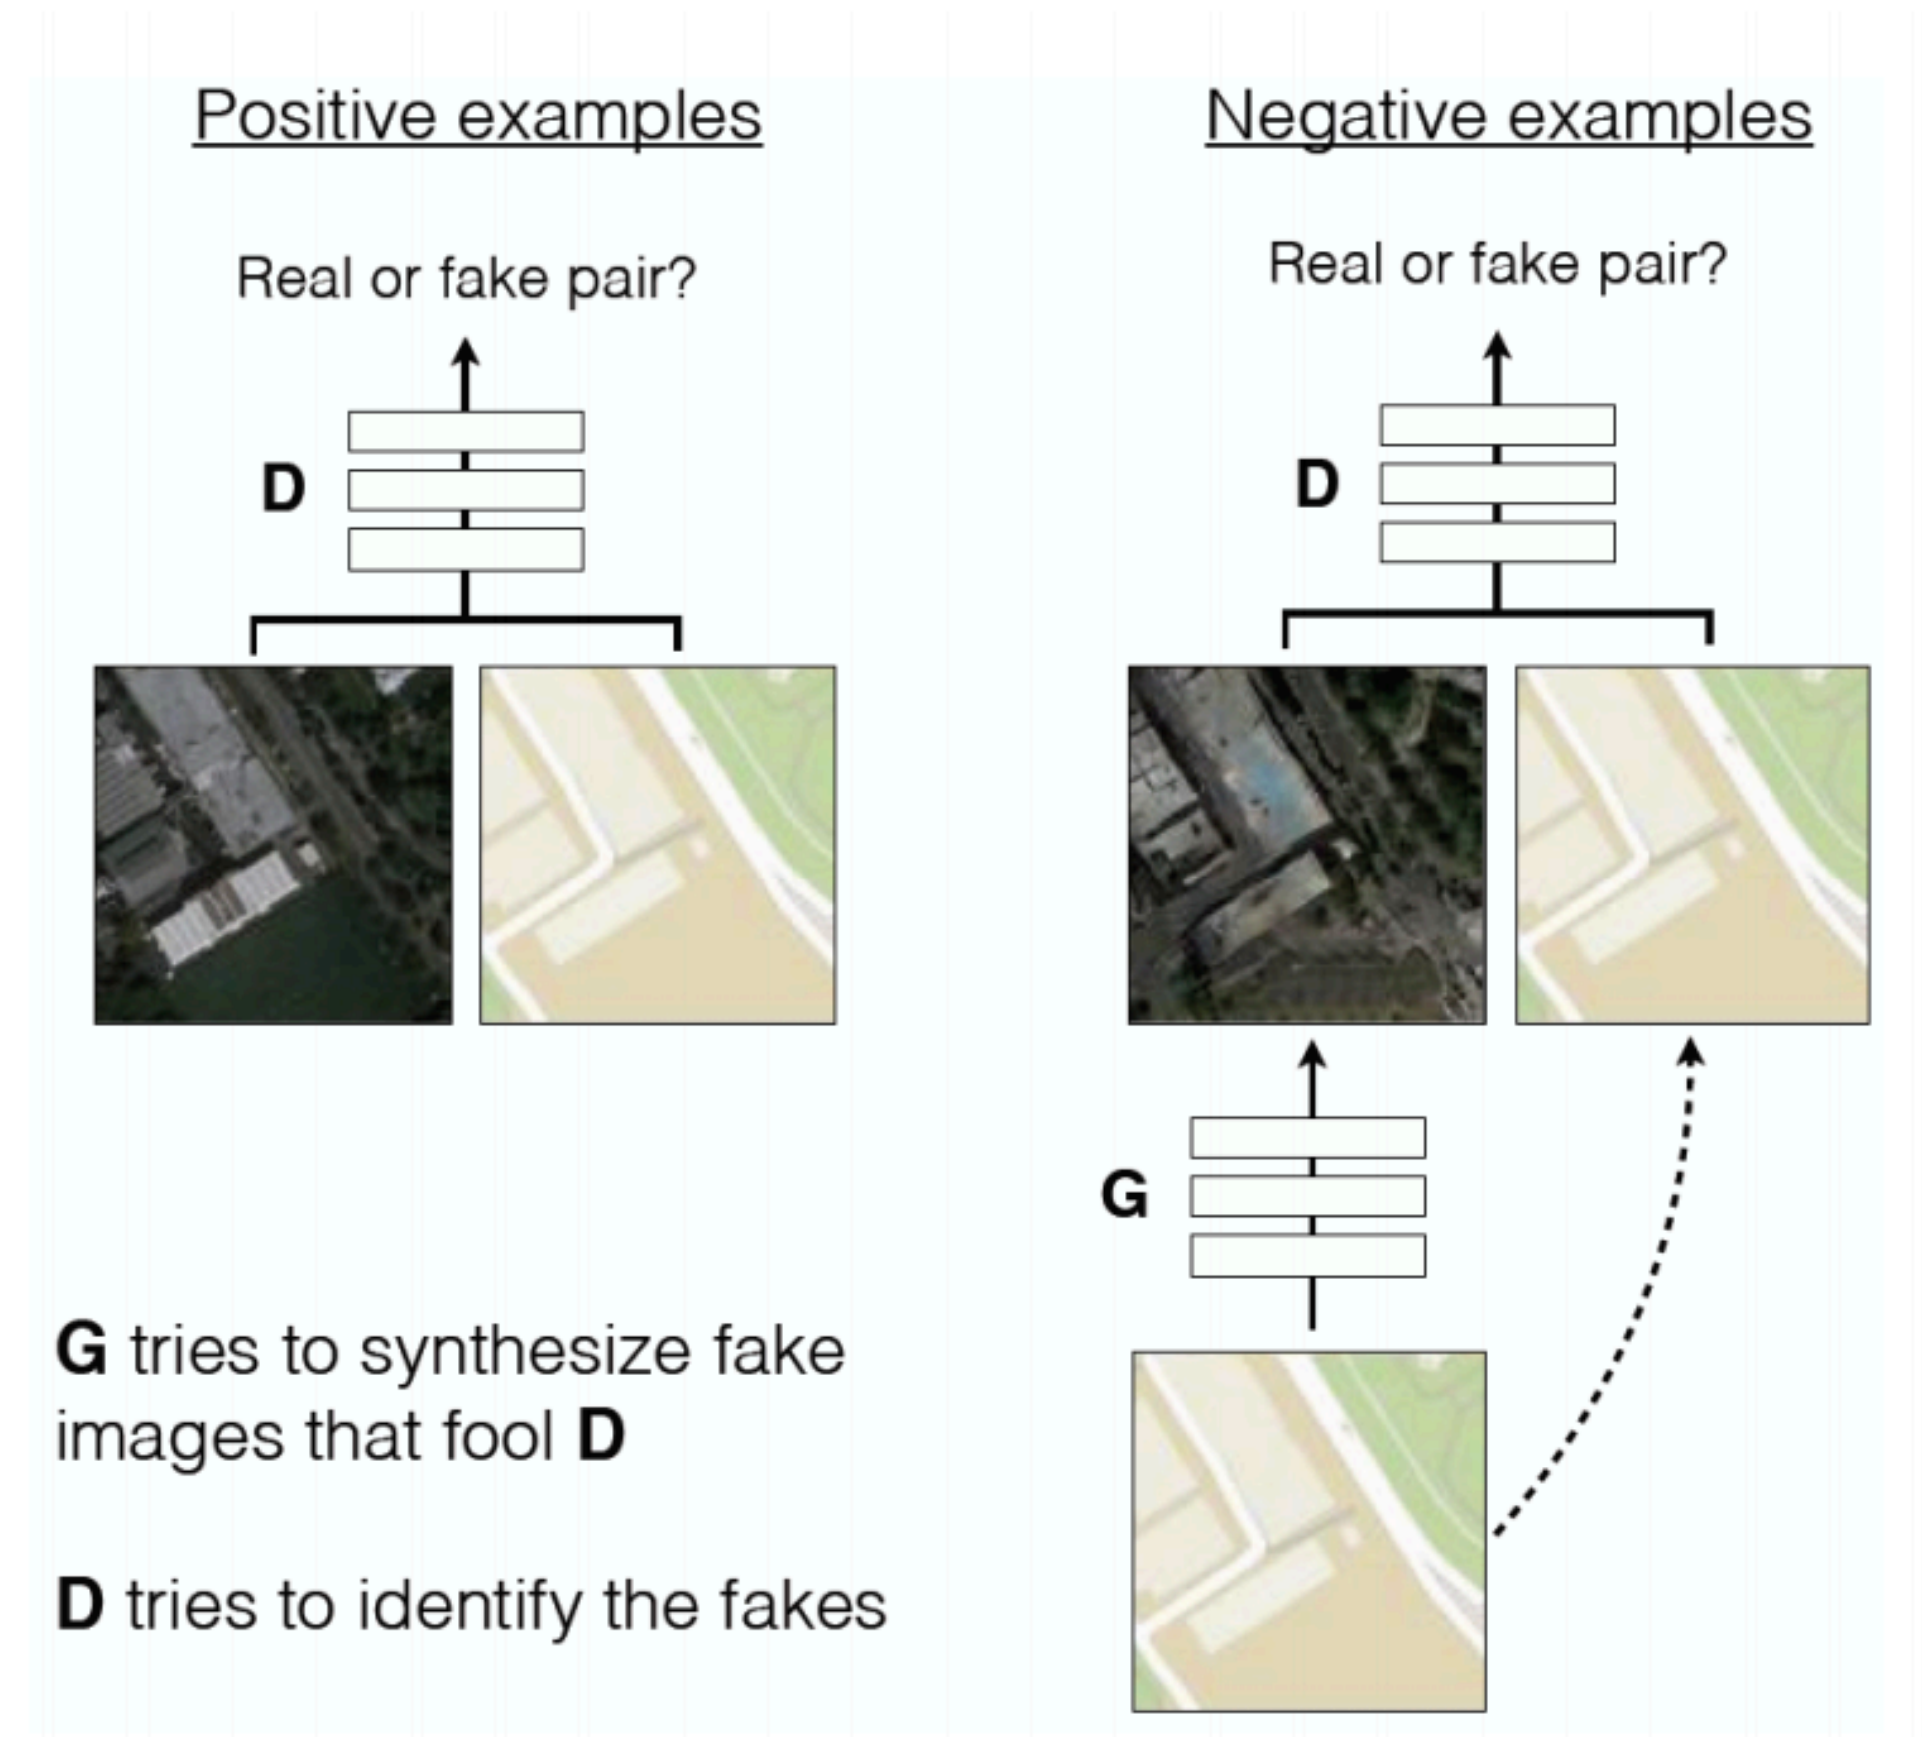 Positive examples
Real or fake pair?
D
Negative examples
Real or fake pair?
D
G
G tries to synthesize fake
images that fool D
D tries to identify the fakes